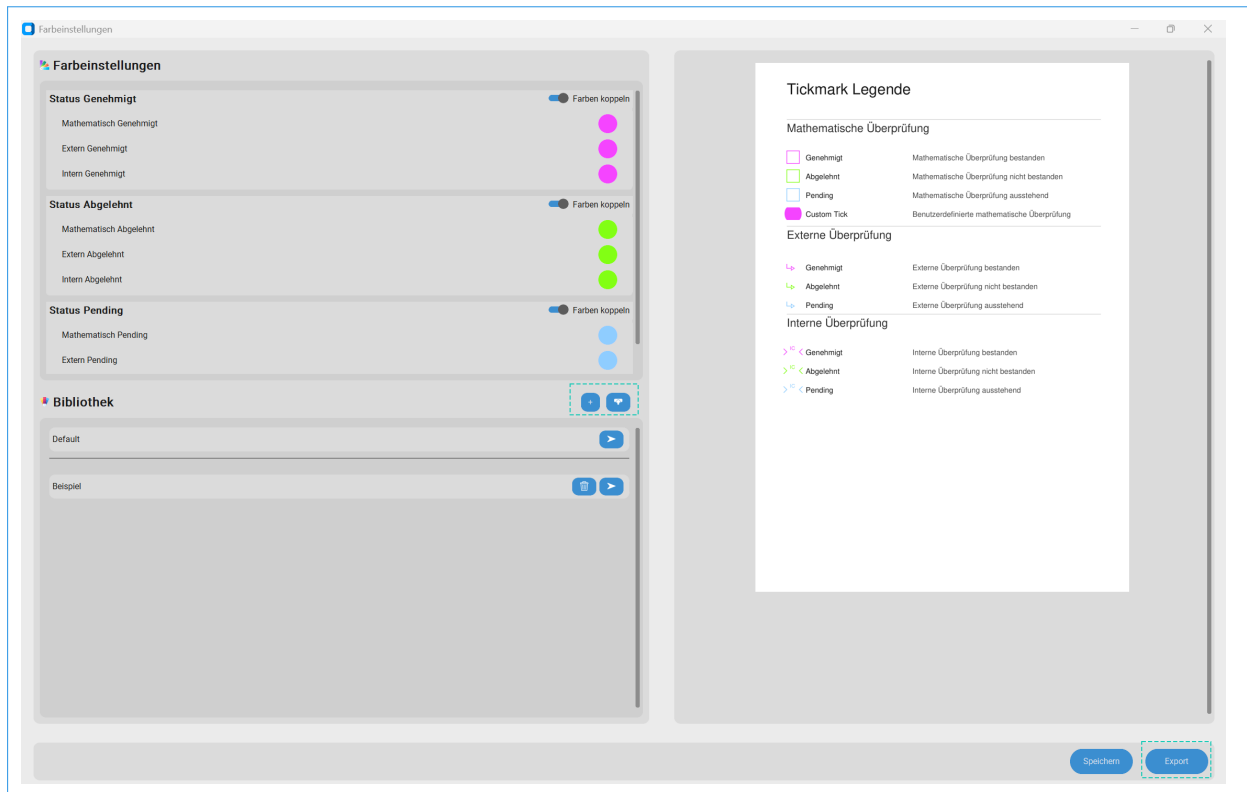 Farbeinstellungen
Farbeinstellungen
Status Genehmigt Farben koppeln
Mathematisch Genehmigt
Extern Genehmigt
Intern Genehmigt
Status Abgelehnt Farben koppeln
Mathematisch Abgelehnt
Extern Abgelehnt
Intern Abgelehnt
Status Pending Farben koppeln
Mathematisch Pending
Extern Pending
Bibliothek +
Default
Beispiel
Tickmark Legende
Mathematische Überprüfung
Genehmigt Mathematische Überprüfung bestanden
Abgelehnt Mathematische Überprüfung nicht bestanden
Pending Mathematische Überprüfung ausstehend
Custom Tick Benutzerdefinierte mathematische Überprüfung
Externe Überprüfung
Genehmigt Externe Überprüfung bestanden
Abgelehnt Externe Überprüfung nicht bestanden
Pending Externe Überprüfung ausstehend
Interne Überprüfung
IC Genehmigt Interne Überprüfung bestanden
IC Abgelehnt Interne Überprüfung nicht bestanden
IC Pending Interne Überprüfung ausstehend
Speichern Export